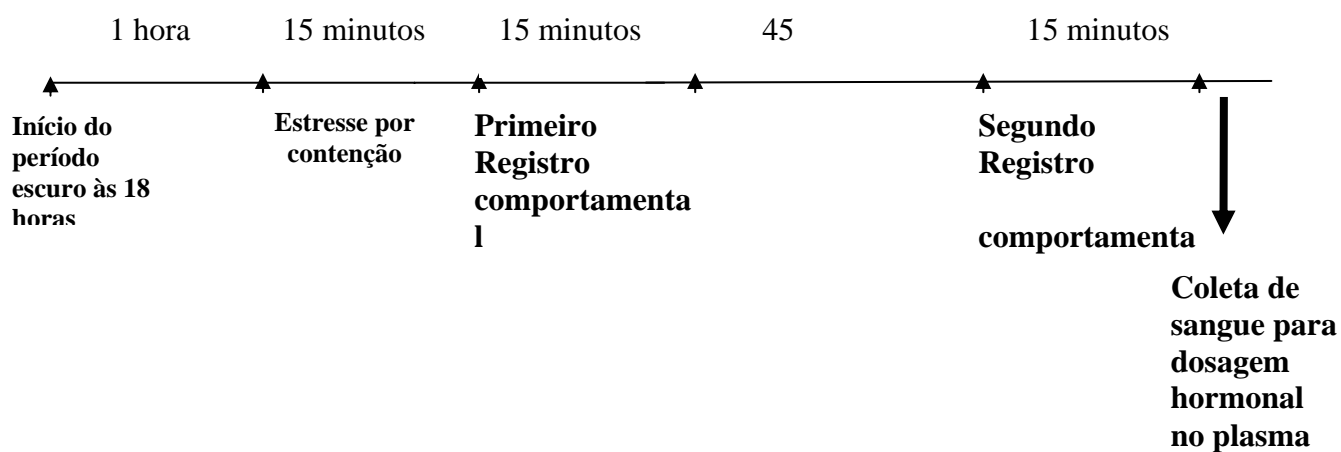 1 hora 15 minutos 15 minutos 45 15 minutos
Início do
período
escuro às 18
horas
Estresse por
contenção
Primeiro
Registro
comportamenta
l
Segundo
Registro
comportamenta
Coleta de
sangue para
dosagem
hormonal
no plasma